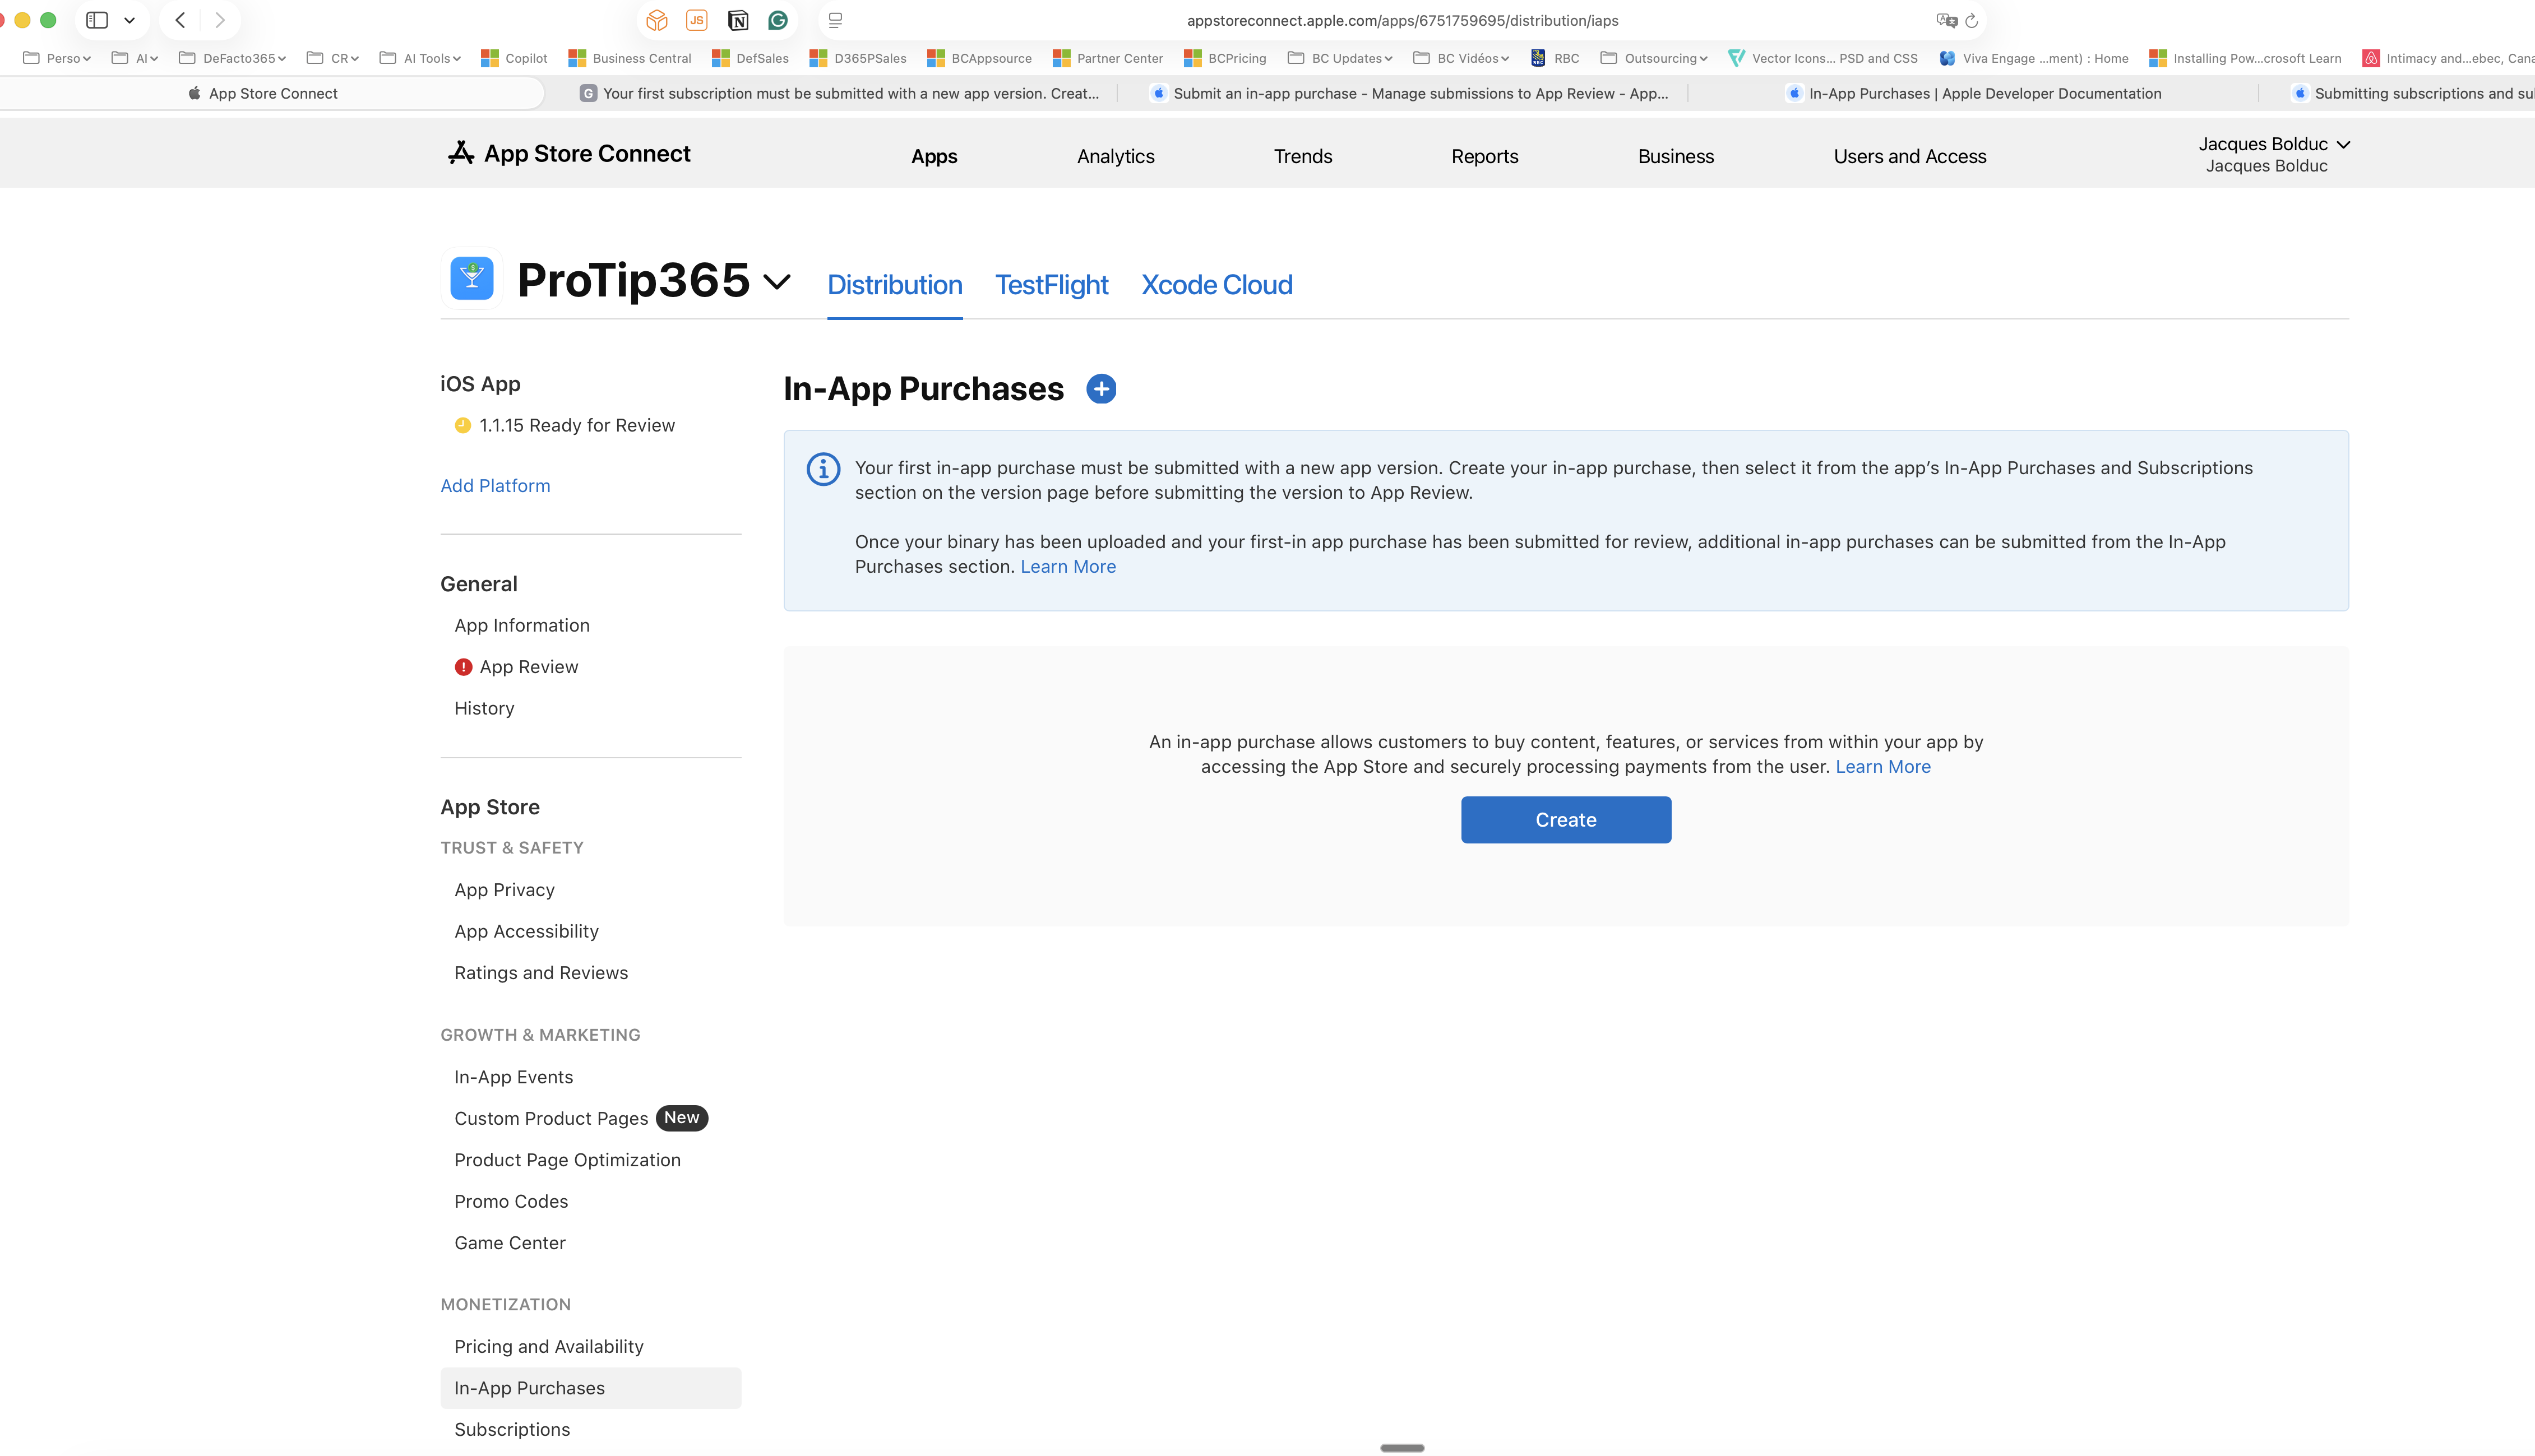 JS
appstoreconnect.apple.com/apps/6751759695/distribution/iaps
Perso AI DeFacto365 CR AI Tools Copilot Business Central DefSales D365PSales BCAppsource Partner Center BCPricing BC Updates BC Vidéos RBC Outsourcing Vector Icons... PSD and CSS Viva Engage ...ment) : Home Installing Pow...crosoft Learn Intimacy and...ebec, Cana
App Store Connect G Your first subscription must be submitted with a new app version. Creat... Submit an in-app purchase - Manage submissions to App Review - App... In-App Purchases | Apple Developer Documentation Submitting subscriptions and su
App Store Connect Apps Analytics Trends Reports Business Users and Access Jacques Bolduc
Jacques Bolduc
ProTip365 Distribution TestFlight Xcode Cloud
iOS App
1.1.15 Ready for Review
Add Platform
General
App Information
App Review
History
App Store
TRUST & SAFETY
App Privacy
App Accessibility
Ratings and Reviews
GROWTH & MARKETING
In-App Events
Custom Product Pages New
Product Page Optimization
Promo Codes
Game Center
MONETIZATION
Pricing and Availability
In-App Purchases
Subscriptions
In-App Purchases
Your first in-app purchase must be submitted with a new app version. Create your in-app purchase, then select it from the app's In-App Purchases and Subscriptions
section on the version page before submitting the version to App Review.
Once your binary has been uploaded and your first-in app purchase has been submitted for review, additional in-app purchases can be submitted from the In-App
Purchases section. Learn More
An in-app purchase allows customers to buy content, features, or services from within your app by
accessing the App Store and securely processing payments from the user. Learn More
Create